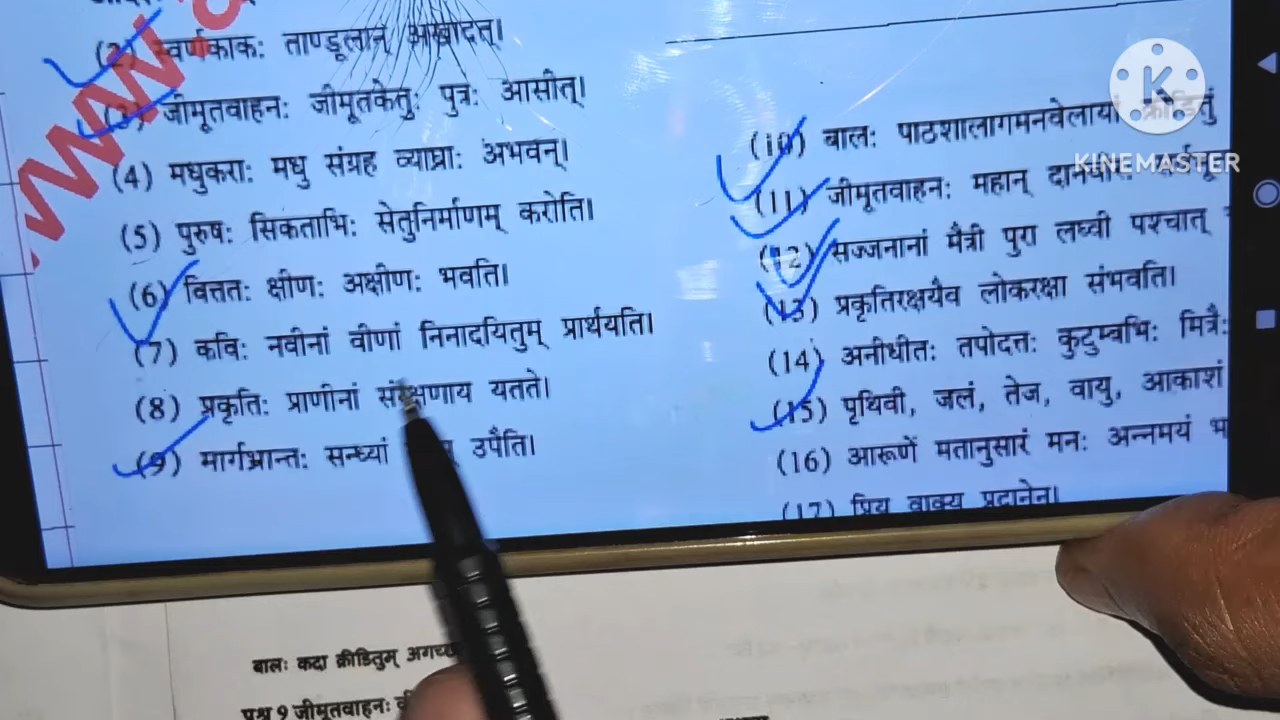 (2) स्वर्णकाकः ताण्डूलान् अखादत्।
(3) जीमूतवाहनः जीमूतकेतुः पुत्रः आसीत्।
(4) मधुकराः मधु संग्रह व्याघ्राः अभवन्।
(5) पुरुषः सिकताभिः सेतुनिर्माणम् करोति।
(6) वित्ततः क्षीणः अक्षीणः भवति।
(7) कविः नवीनां वीणां निनादयितुम् प्रार्थयति।
(8) प्रकृतिः प्राणीनां संरक्षणाय यतते।
(9) मार्गभ्रान्तः सन्ध्यां उपैति।
(10) बालः पाठशालागमनवेलायां क्रीडितुं
(11) जीमूतवाहनः महान् दानवीरः
(12) सज्जनानां मैत्री पुरा लघ्वी पश्चात्
(13) प्रकृतिरक्षयैव लोकरक्षा संभवति।
(14) अनीधीतः तपोदत्तः कुटुम्बभिः मित्रैः
(15) पृथिवी, जलं, तेज, वायु, आकाशं
(16) आरूणें मतानुसारं मनः अन्नमयं
(17) प्रिय वाक्य प्रदानेन।
KINEMASTER
बालः कदा क्रीडितुम्
प्रश्न 9 जीमूतवाहनः